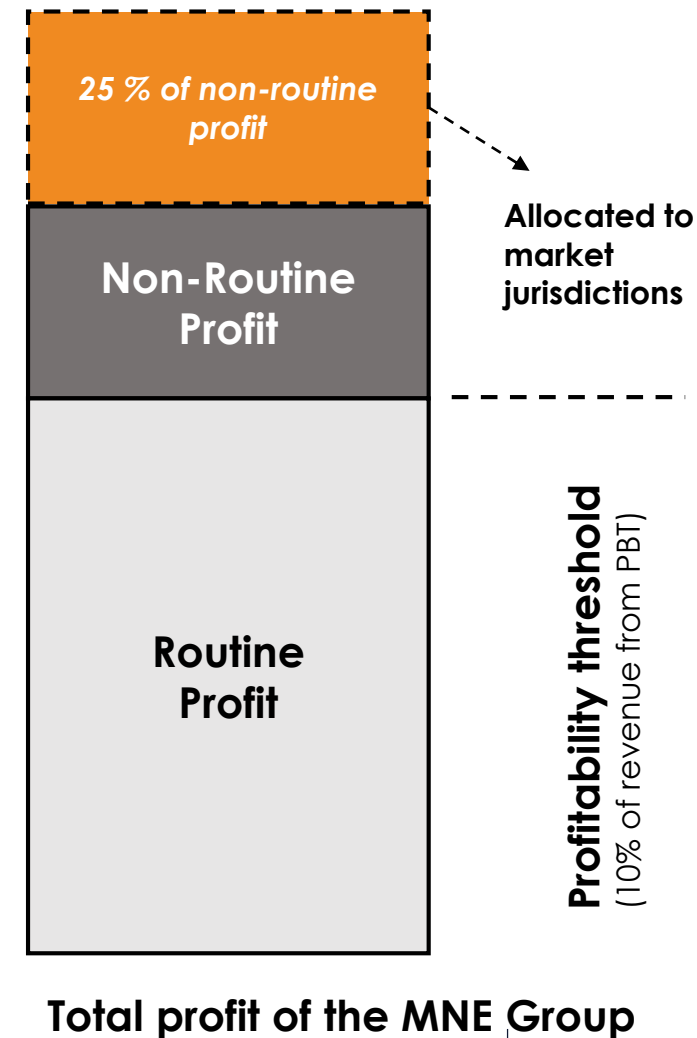 25 % of non-routine
profit
Allocated to
market
jurisdictions
Non-Routine
Profit
Routine
Profit
Profitability threshold
(10% of revenue from PBT)
Total profit of the MNE Group